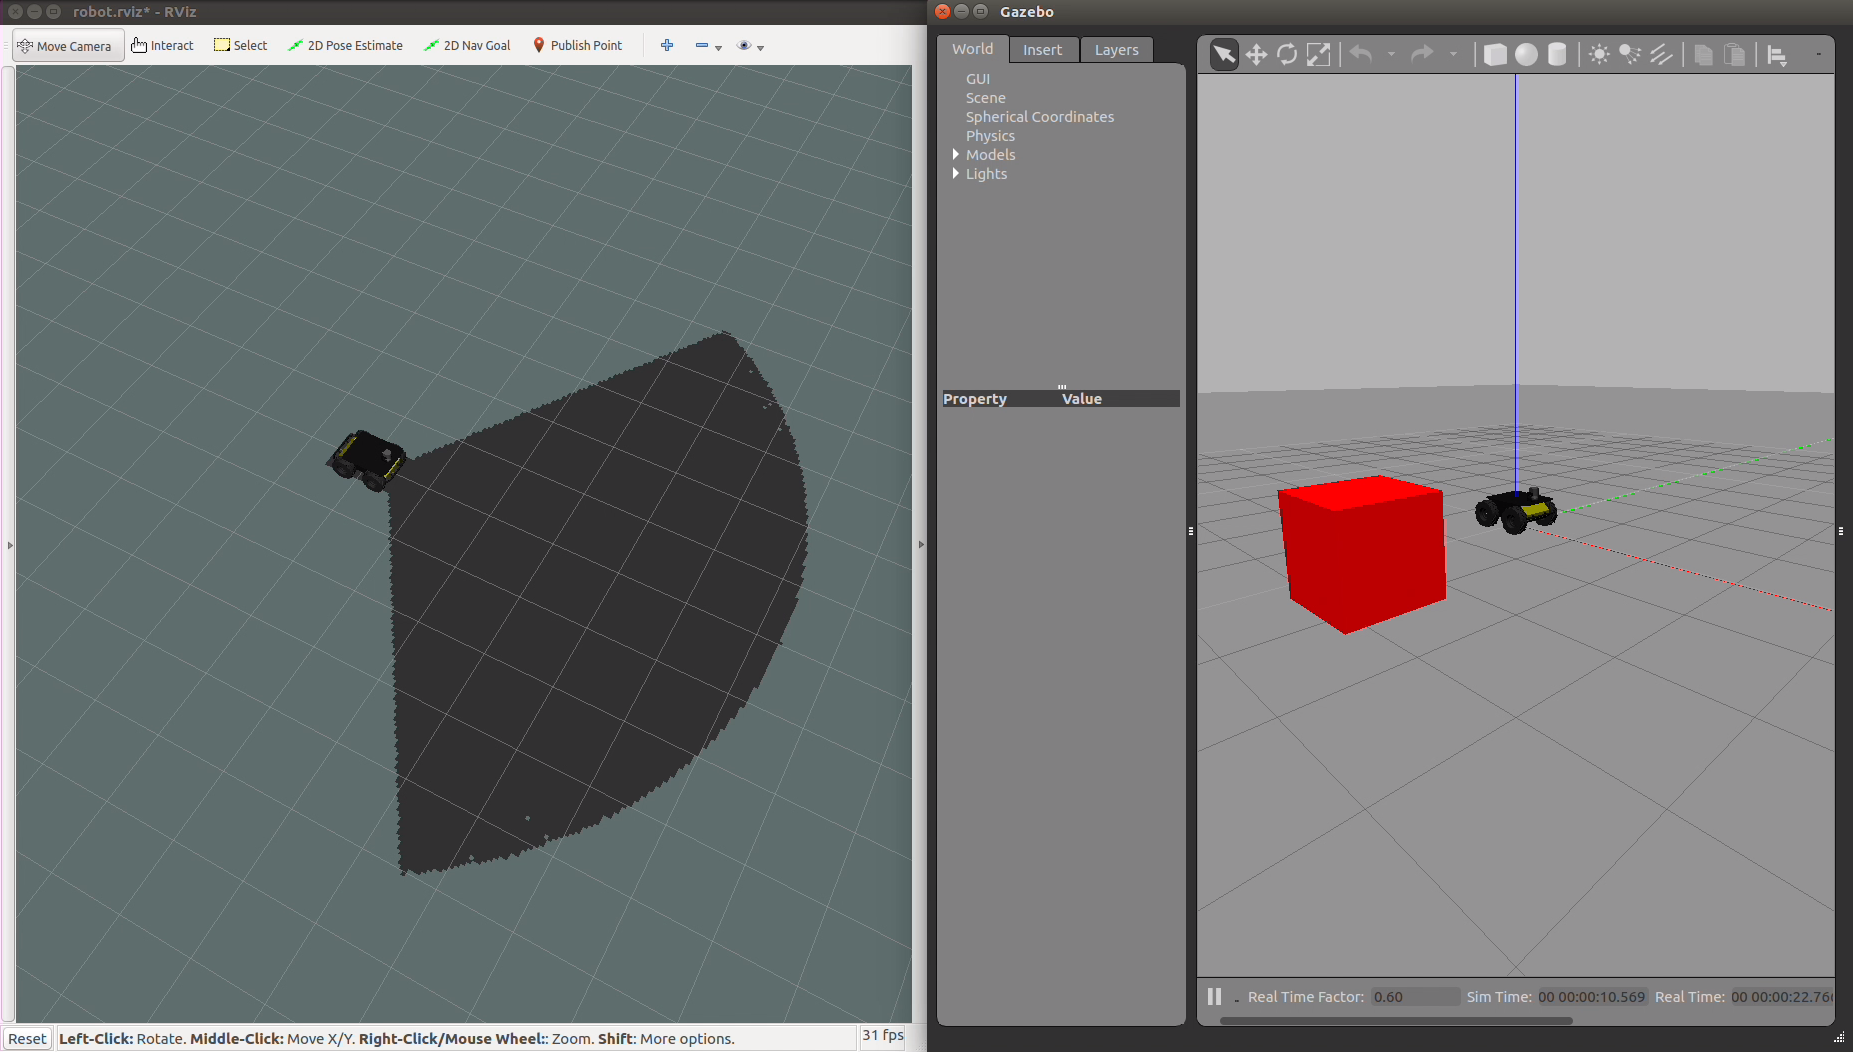 robot.rviz* - RViz
Move Camera Interact Select 2D Pose Estimate 2D Nav Goal Publish Point
Reset Left-Click: Rotate. Middle-Click: Move X/Y. Right-Click/Mouse Wheel:: Zoom. Shift: More options. 31 fps
Gazebo
World Insert Layers
GUI
Scene
Spherical Coordinates
Physics
Models
Lights
Property Value
Real Time Factor: 0.60 Sim Time: 00 00:00:10.569 Real Time: 00 00:00:22.76